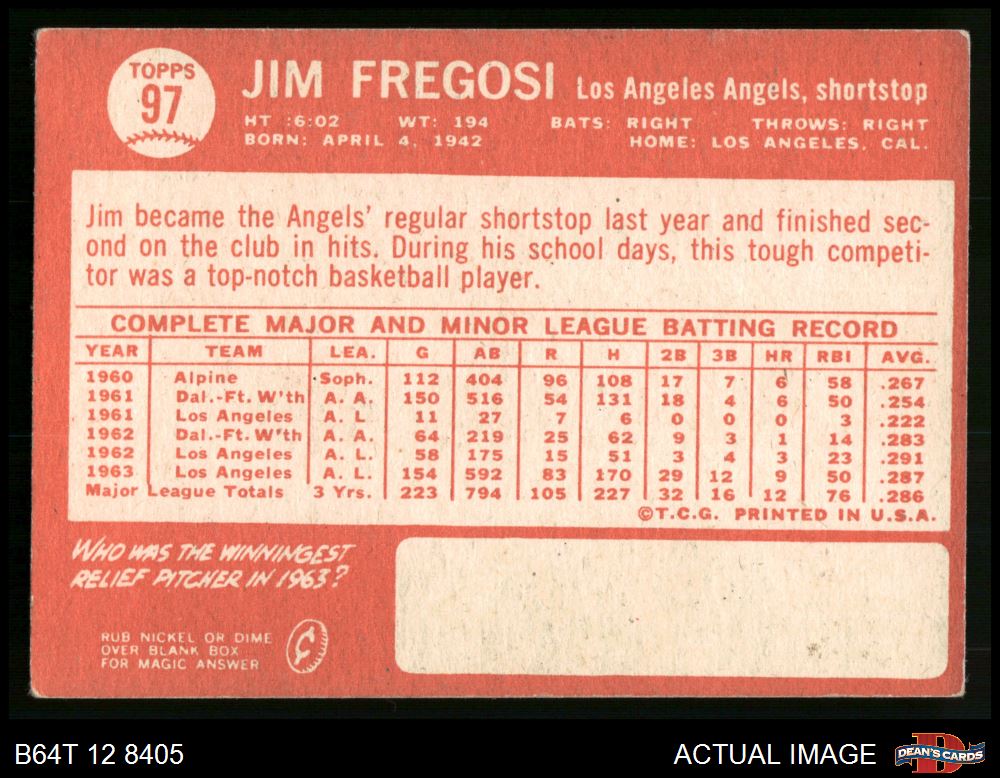 TOPPS
97
JIM FREGOSI Los Angeles Angels, shortstop
HT :6:02 WT: 194 BATS: RIGHT THROWS: RIGHT
BORN: APRIL 4, 1942 HOME: LOS ANGELES, CAL.
Jim became the Angels' regular shortstop last year and finished sec-
ond on the club in hits. During his school days, this tough competi-
tor was a top-notch basketball player.
COMPLETE MAJOR AND MINOR LEAGUE BATTING RECORD
YEAR TEAM LEA. G AB R H 2B 3B HR RBI AVG.
1960 Alpine Soph. 112 404 96 108 17 7 6 58 .267
1961 Dal.-Ft. W'th A. A. 150 516 54 131 18 4 6 50 .254
1961 Los Angeles A. L 11 27 7 6 0 0 0 3 .222
1962 Dal.-Ft. W'th A. A. 64 219 25 62 9 3 1 14 .283
1962 Los Angeles A. L. 58 175 15 51 3 4 3 23 .291
1963 Los Angeles A. L. 154 592 83 170 29 12 9 50 .287
Major League Totals 3 Yrs. 223 794 105 227 32 16 12 76 .286
©T.C.G. PRINTED IN U.S.A.
WHO WAS THE WINNINGEST
RELIEF PITCHER IN 1963?
RUB NICKEL OR DIME
OVER BLANK BOX
FOR MAGIC ANSWER
¢
B64T 12 8405 ACTUAL IMAGE DEAN'S CARDS